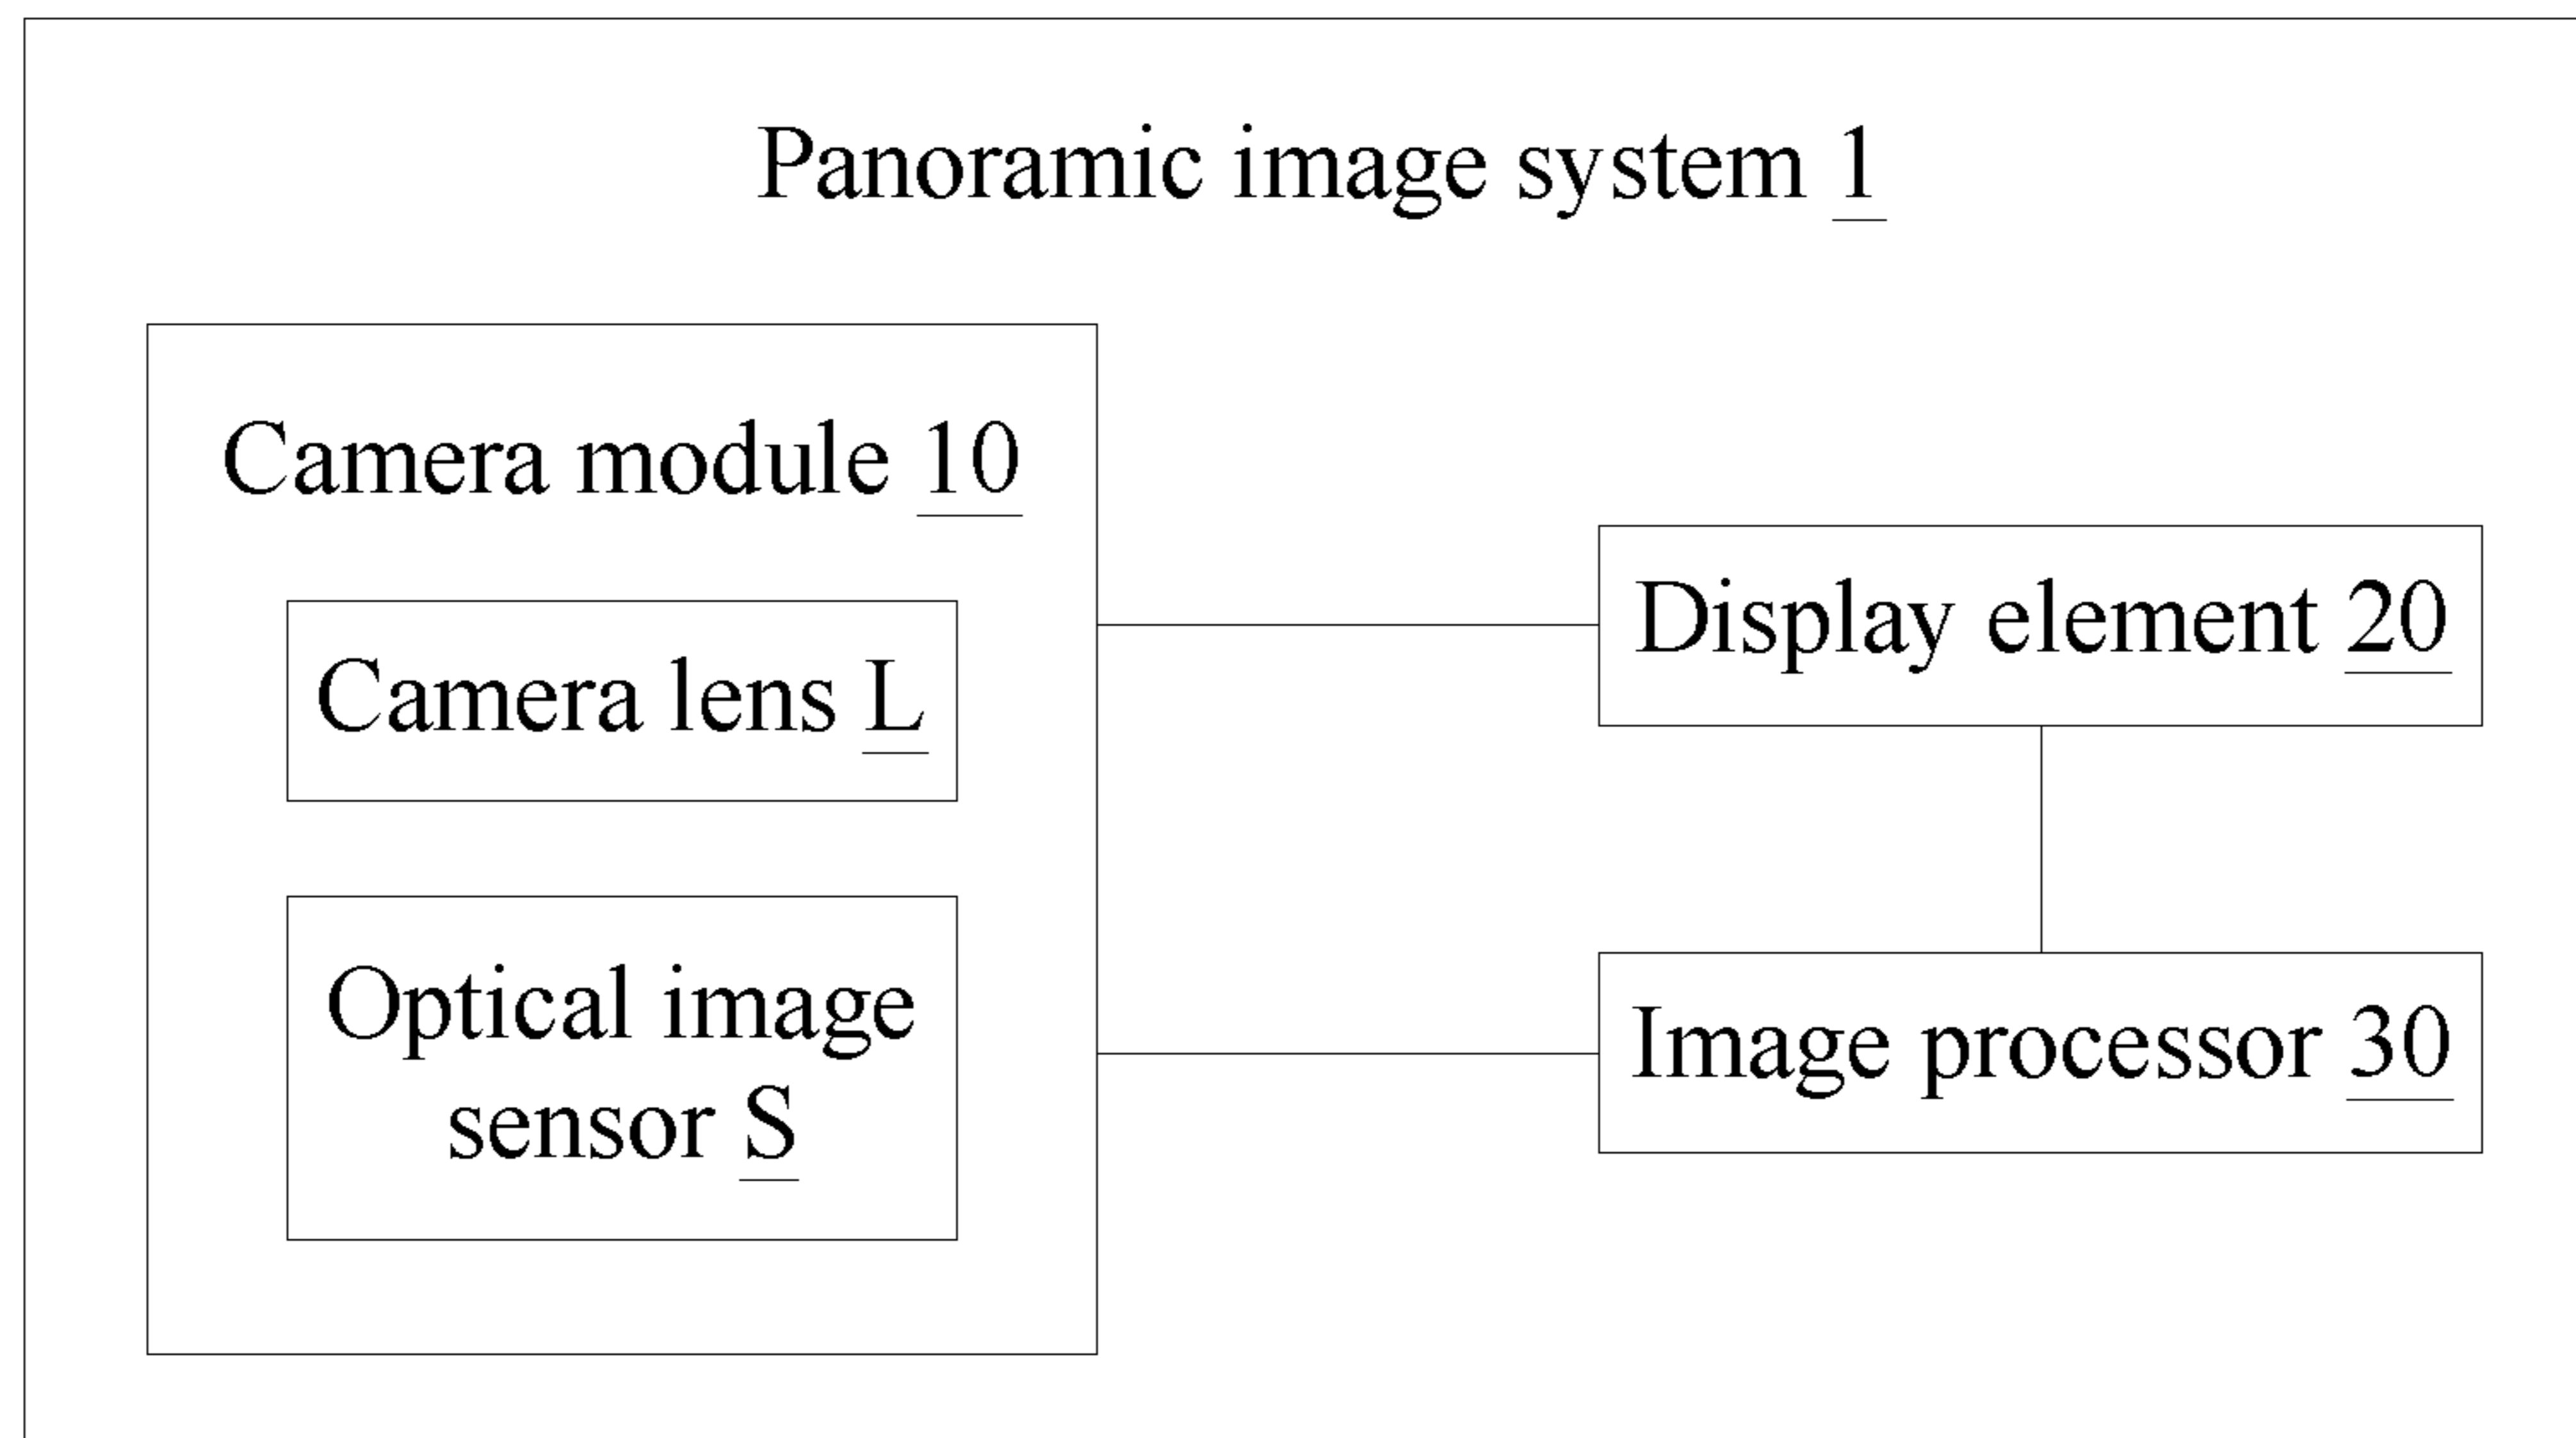 Panoramic image system 1
Camera module 10
Camera lens L
Optical image
sensor S
Display element 20
Image processor 30